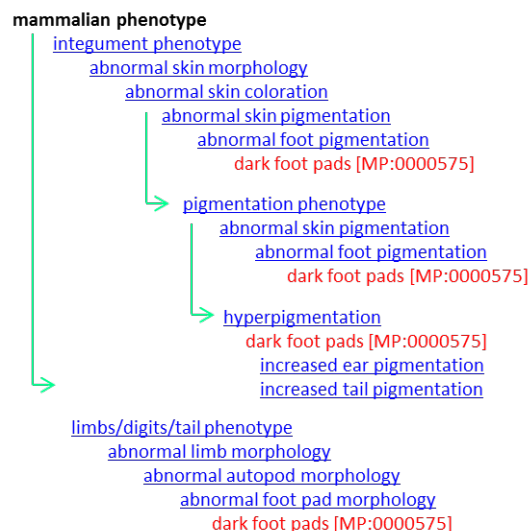 mammalian phenotype
integument phenotype
abnormal skin morphology
abnormal skin coloration
abnormal skin pigmentation
abnormal foot pigmentation
dark foot pads [MP:0000575]
pigmentation phenotype
abnormal skin pigmentation
abnormal foot pigmentation
dark foot pads [MP:0000575]
hyperpigmentation
dark foot pads [MP:0000575]
increased ear pigmentation
increased tail pigmentation
limbs/digits/tail phenotype
abnormal limb morphology
abnormal autopod morphology
abnormal foot pad morphology
dark foot pads [MP:0000575]